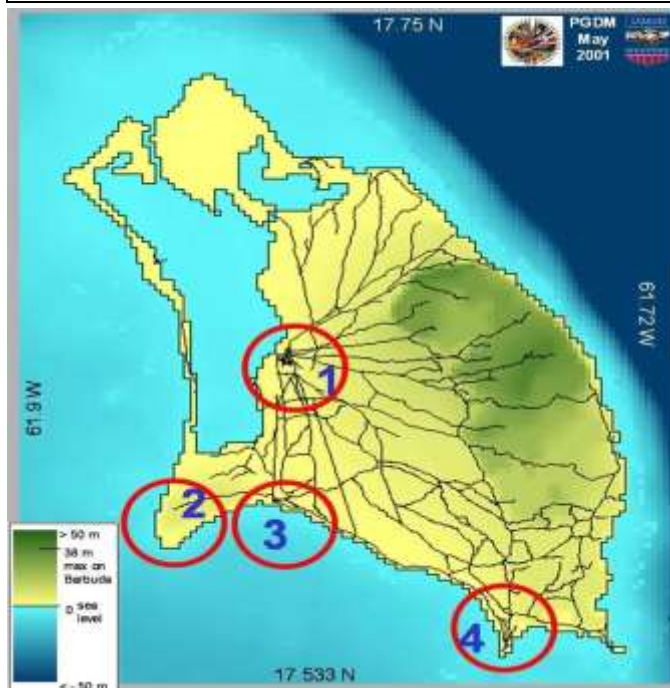 17.75 N
PGDM
May
2001
61.72 W
61.9 W
1
2
3
4
> 50 m
38 m
max on
Barbuda
0 sea
level
< - 50 m
17.533 N